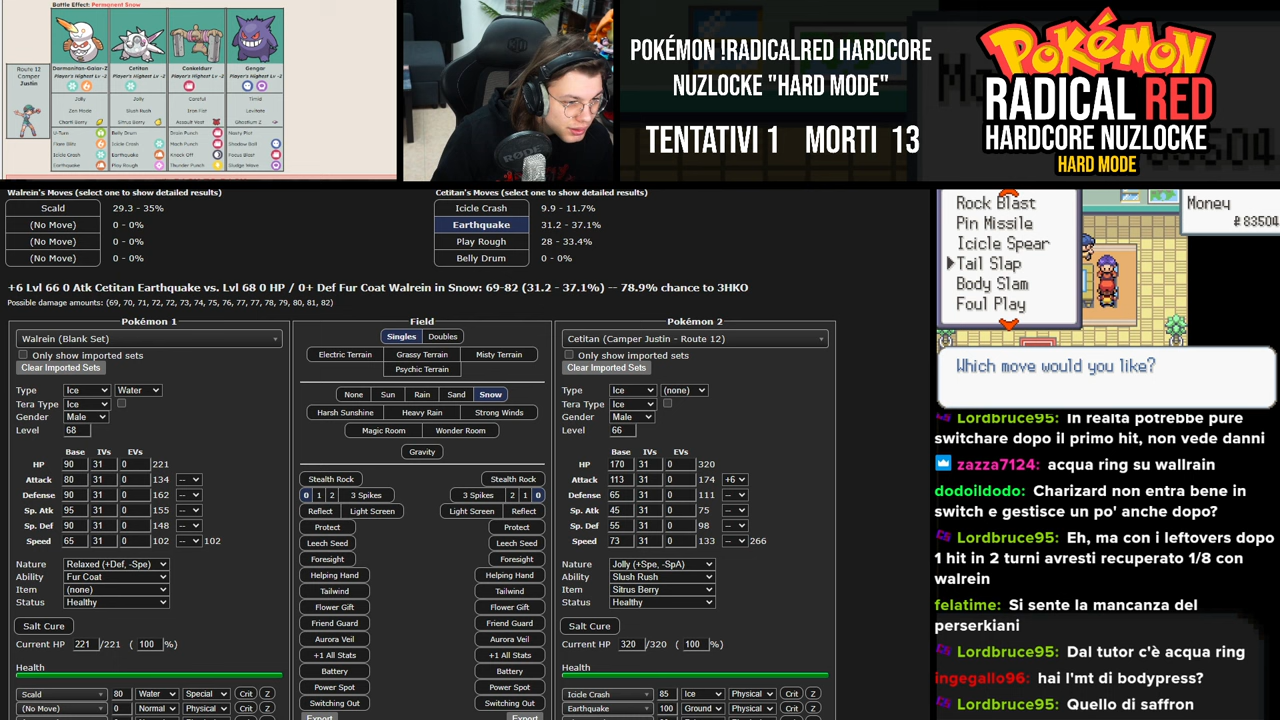 Battle Effect: Permanent Snow
Route 12
Camper
Justin
Darmanitan-Galar-Z
Player's Highest Lv -2
Jolly
Zen Mode
Charti Berry
U-Turn
Flare Blitz
Icicle Crash
Earthquake
Cetitan
Player's Highest Lv -2
Jolly
Slush Rush
Sitrus Berry
Belly Drum
Icicle Crash
Earthquake
Play Rough
Conkeldurr
Player's Highest Lv -2
Careful
Iron Fist
Assault Vest
Drain Punch
Mach Punch
Knock Off
Thunder Punch
Gengar
Player's Highest Lv -2
Timid
Levitate
Ghostium Z
Nasty Plot
Shadow Ball
Focus Blast
Sludge Wave
RODE
POKÉMON !RADICALRED HARDCORE
NUZLOCKE "HARD MODE"
TENTATIVI 1 MORTI 13
POKÉMON
RADICAL RED
HARDCORE NUZLOCKE
HARD MODE
Walrein's Moves (select one to show detailed results)
Scald 29.3 - 35%
(No Move) 0 - 0%
(No Move) 0 - 0%
(No Move) 0 - 0%
Cetitan's Moves (select one to show detailed results)
Icicle Crash 9.9 - 11.7%
Earthquake 31.2 - 37.1%
Play Rough 28 - 33.4%
Belly Drum 0 - 0%
+6 Lvl 66 0 Atk Cetitan Earthquake vs. Lvl 68 0 HP / 0+ Def Fur Coat Walrein in Snow: 69-82 (31.2 - 37.1%) -- 78.9% chance to 3HKO
Possible damage amounts: (69, 70, 71, 72, 72, 73, 74, 75, 76, 77, 77, 78, 79, 80, 81, 82)
Pokémon 1
Walrein (Blank Set)
Only show imported sets
Clear Imported Sets
Type Ice Water
Tera Type Ice
Gender Male
Level 68
Base IVs EVs
HP 90 31 0 221
Attack 80 31 0 134 --
Defense 90 31 0 162 --
Sp. Atk 95 31 0 155 --
Sp. Def 90 31 0 148 --
Speed 65 31 0 102 -- 102
Nature Relaxed (+Def, -Spe)
Ability Fur Coat
Item (none)
Status Healthy
Salt Cure
Current HP 221 /221 ( 100 %)
Health
Scald 80 Water Special Crit Z
(No Move) 0 Normal Physical Crit Z
Field
Singles Doubles
Electric Terrain Grassy Terrain Misty Terrain
Psychic Terrain
None Sun Rain Sand Snow
Harsh Sunshine Heavy Rain Strong Winds
Magic Room Wonder Room
Gravity
Stealth Rock Stealth Rock
0 1 2 3 Spikes 3 Spikes 2 1 0
Reflect Light Screen Light Screen Reflect
Protect Protect
Leech Seed Leech Seed
Foresight Foresight
Helping Hand Helping Hand
Tailwind Tailwind
Flower Gift Flower Gift
Friend Guard Friend Guard
Aurora Veil Aurora Veil
+1 All Stats +1 All Stats
Battery Battery
Power Spot Power Spot
Switching Out Switching Out
Export Export
Pokémon 2
Cetitan (Camper Justin - Route 12)
Only show imported sets
Clear Imported Sets
Type Ice (none)
Tera Type Ice
Gender Male
Level 66
Base IVs EVs
HP 170 31 0 320
Attack 113 31 0 174 +6
Defense 65 31 0 111 --
Sp. Atk 45 31 0 75 --
Sp. Def 55 31 0 98 --
Speed 73 31 0 133 -- 266
Nature Jolly (+Spe, -SpA)
Ability Slush Rush
Item Sitrus Berry
Status Healthy
Salt Cure
Current HP 320 /320 ( 100 %)
Health
Icicle Crash 85 Ice Physical Crit Z
Earthquake 100 Ground Physical Crit Z
Rock Blast
Pin Missile
Icicle Spear
Tail Slap
Body Slam
Foul Play
Money
83504
Which move would you like?
Lordbruce95: In realtà potrebbe pure
switchare dopo il primo hit, non vede danni
zazza7124: acqua ring su wallrain
dodoildodo: Charizard non entra bene in
switch e gestisce un po' anche dopo?
Lordbruce95: Eh, ma con i leftovers dopo
1 hit in 2 turni avresti recuperato 1/8 con
walrein
felatime: Si sente la mancanza del
perserkiani
Lordbruce95: Dal tutor c'è acqua ring
ingegallo96: hai l'mt di bodypress?
Lordbruce95: Quello di saffron